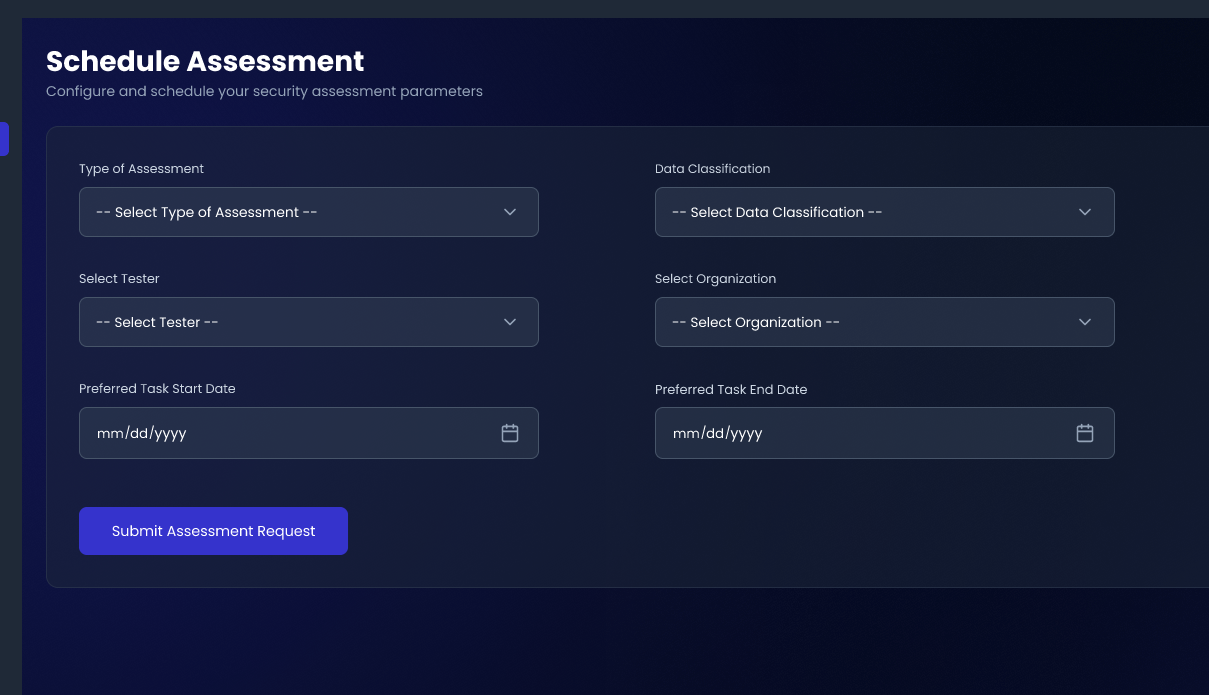 Schedule Assessment
Configure and schedule your security assessment parameters
Type of Assessment
Data Classification
-- Select Type of Assessment --
-- Select Data Classification --
Select Tester
Select Organization
-- Select Tester --
-- Select Organization --
Preferred Task Start Date
Preferred Task End Date
mm/dd/yyyy
mm/dd/yyyy
Submit Assessment Request